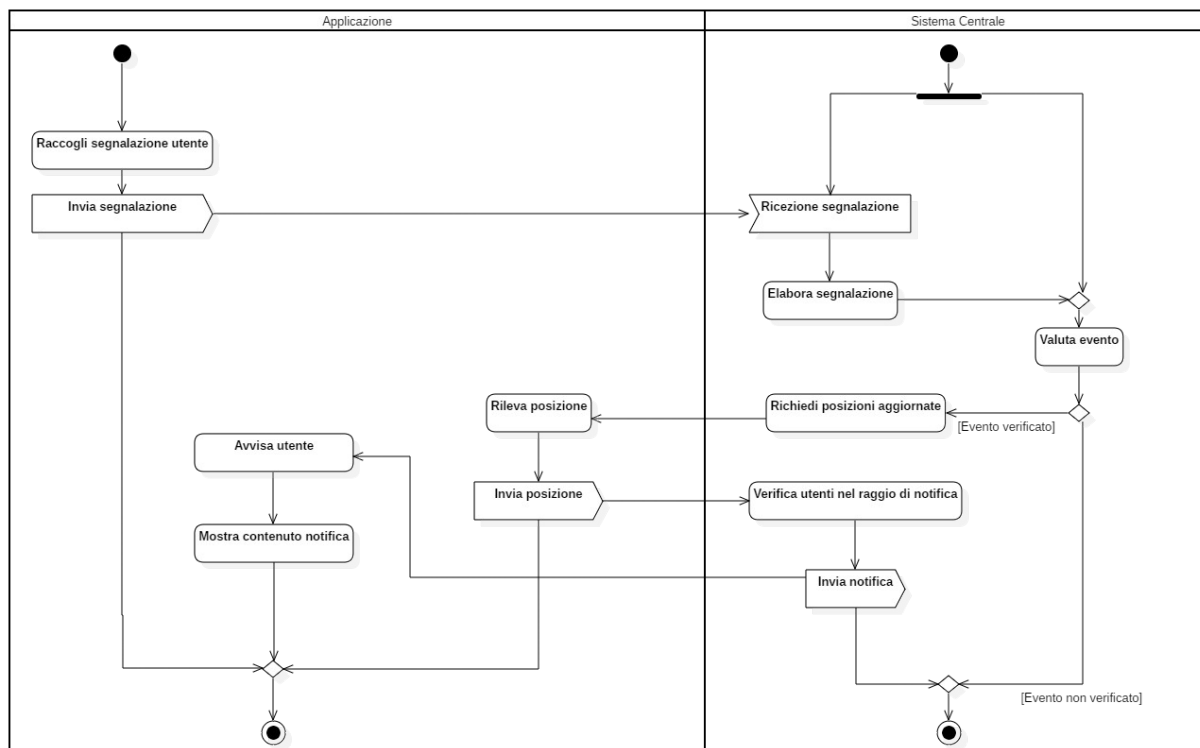 Applicazione
Sistema Centrale
Raccogli segnalazione utente
Invia segnalazione
Ricezione segnalazione
Elabora segnalazione
Valuta evento
Rileva posizione
Richiedi posizioni aggiornate
[Evento verificato]
Avvisa utente
Invia posizione
Verifica utenti nel raggio di notifica
Mostra contenuto notifica
Invia notifica
[Evento non verificato]